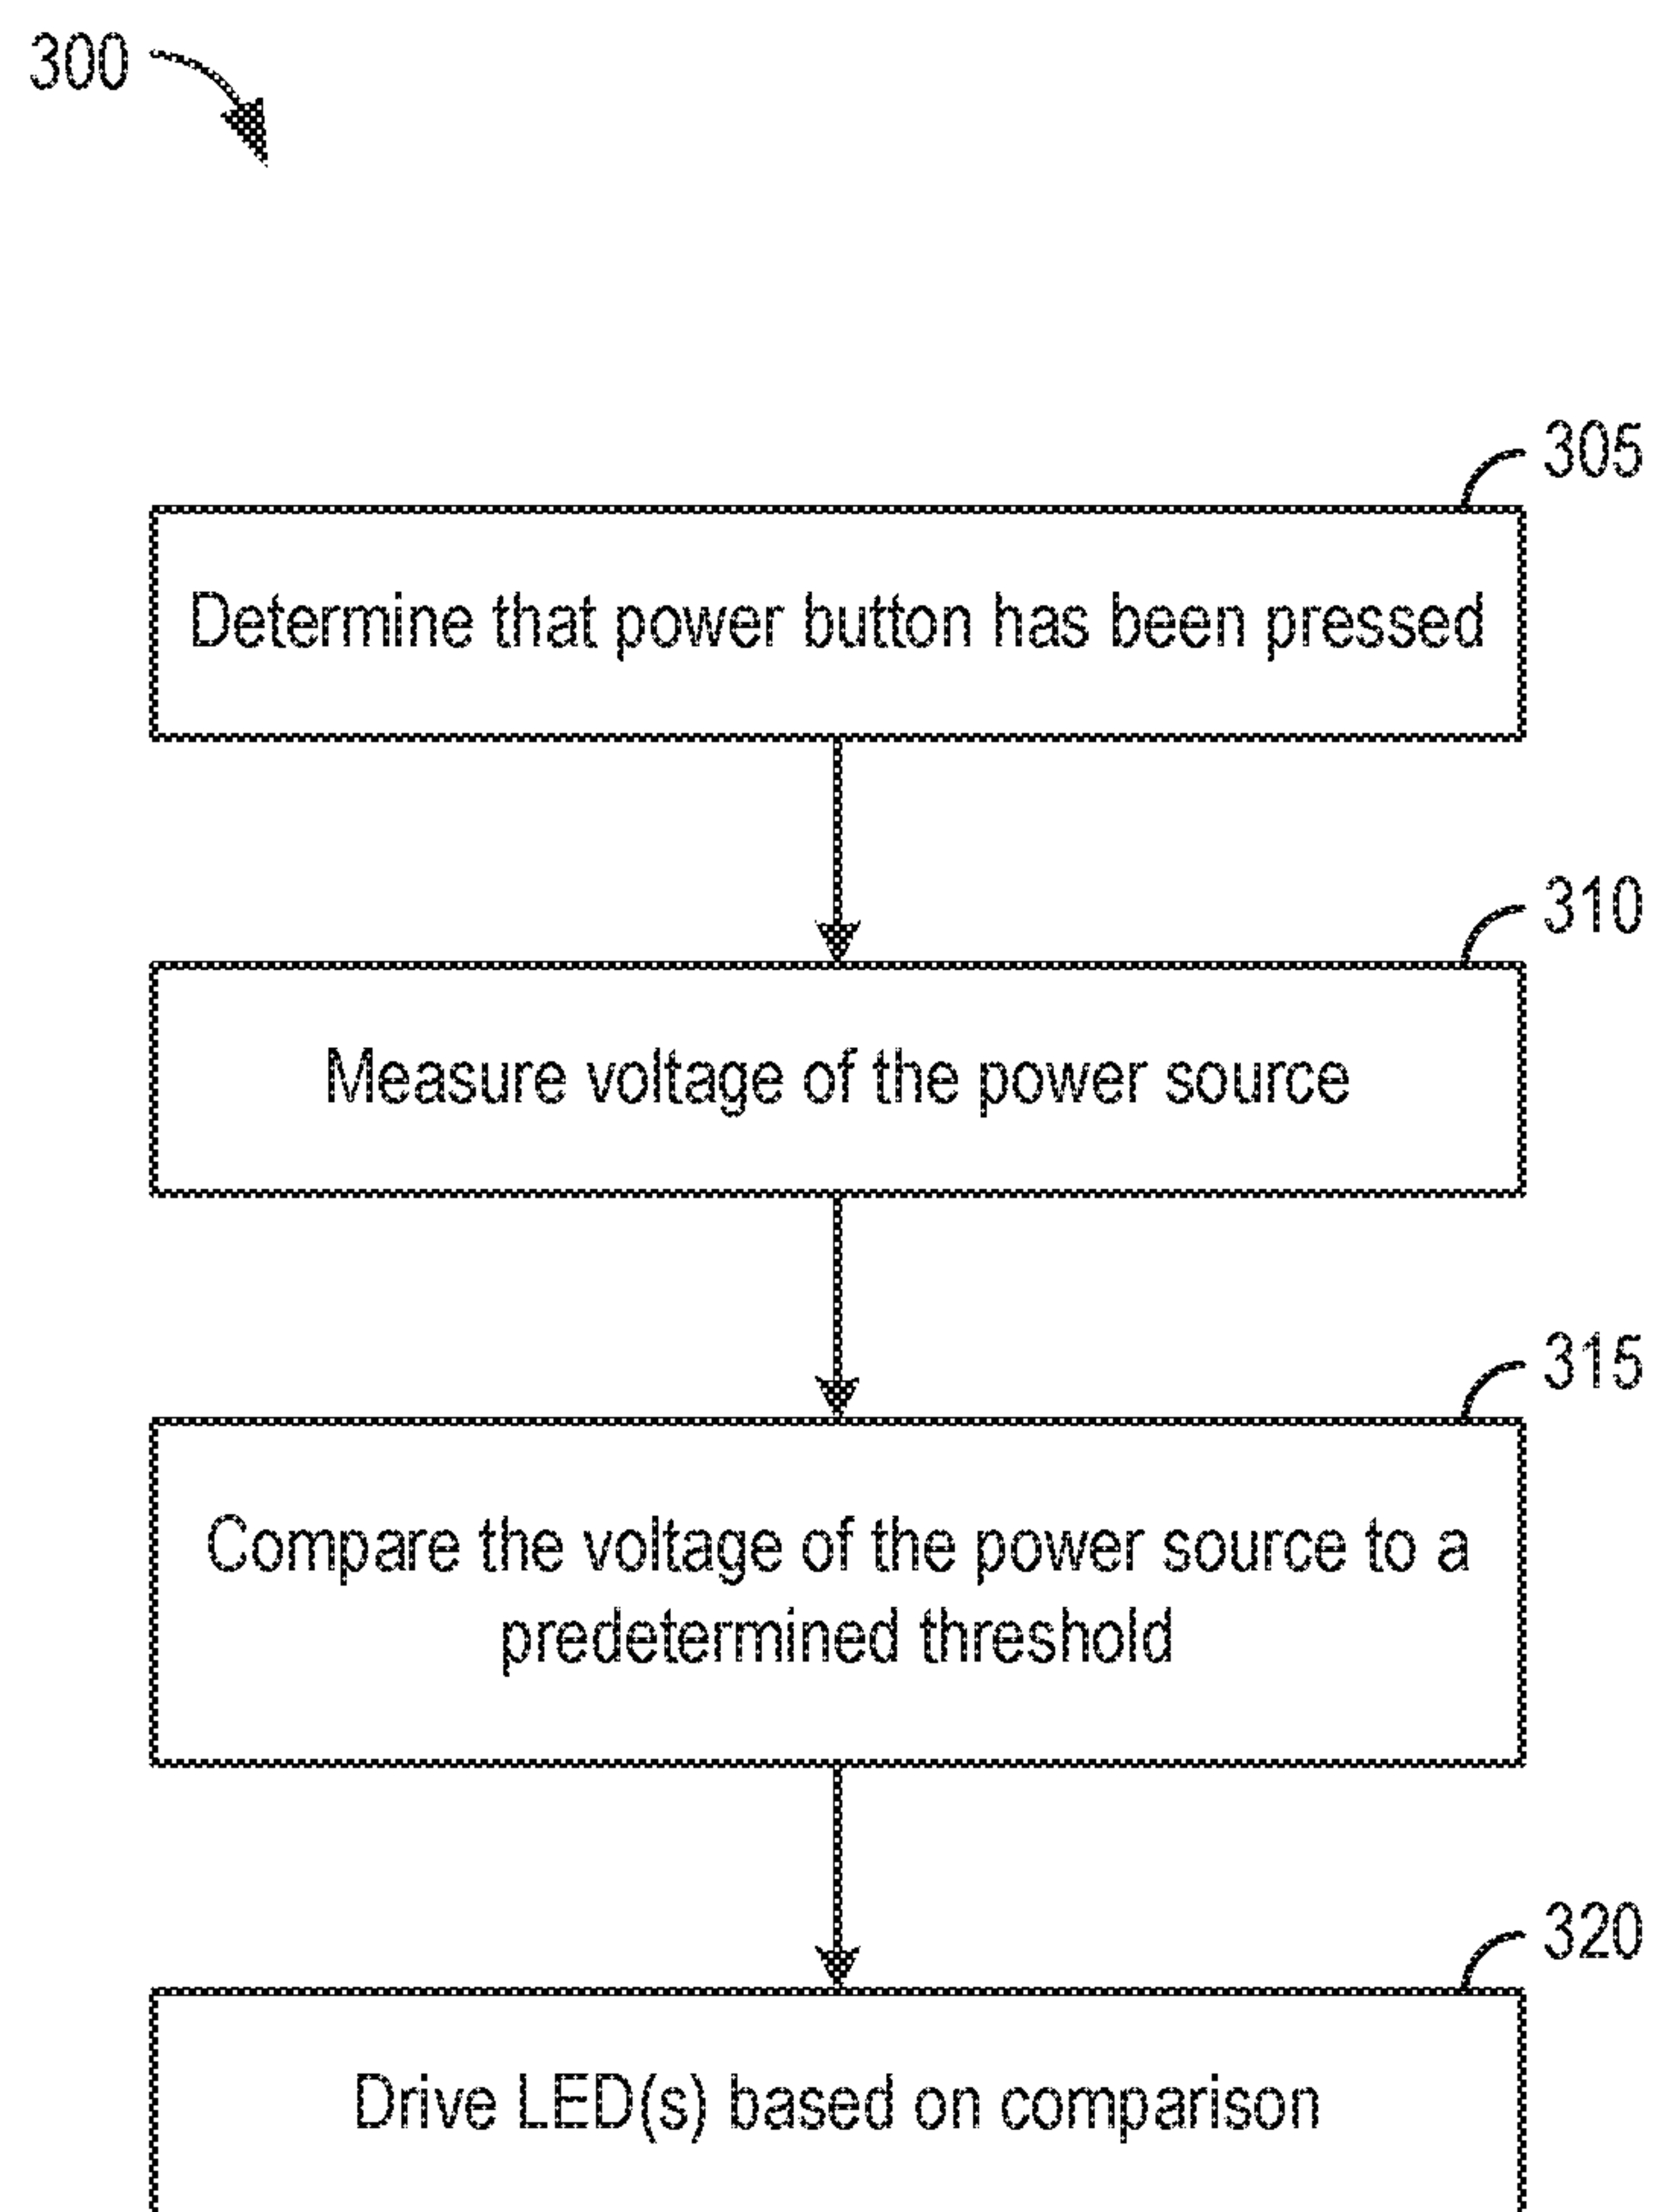 300
305
Determine that power button has been pressed
310
Measure voltage of the power source
315
Compare the voltage of the power source to a
predetermined threshold
320
Drive LED(s) based on comparison